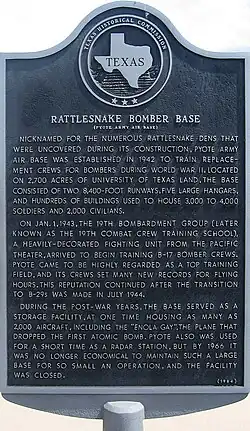 TEXAS HISTORICAL COMMISSION
TEXAS
RATTLESNAKE BOMBER BASE
(PYOTE ARMY AIR BASE)
NICKNAMED FOR THE NUMEROUS RATTLESNAKE DENS THAT
WERE UNCOVERED DURING ITS CONSTRUCTION, PYOTE ARMY
AIR BASE WAS ESTABLISHED IN 1942 TO TRAIN REPLACE-
MENT CREWS FOR BOMBERS DURING WORLD WAR II. LOCATED
ON 2,700 ACRES OF UNIVERSITY OF TEXAS LAND, THE BASE
CONSISTED OF TWO 8,400-FOOT RUNWAYS, FIVE LARGE HANGARS,
AND HUNDREDS OF BUILDINGS USED TO HOUSE 3,000 TO 4,000
SOLDIERS AND 2,000 CIVILIANS.
ON JAN. 1, 1943, THE 19TH BOMBARDMENT GROUP (LATER
KNOWN AS THE 19TH COMBAT CREW TRAINING SCHOOL),
A HEAVILY-DECORATED FIGHTING UNIT FROM THE PACIFIC
THEATER, ARRIVED TO BEGIN TRAINING B-17 BOMBER CREWS.
PYOTE CAME TO BE HIGHLY REGARDED AS A TOP TRAINING
FIELD, AND ITS CREWS SET MANY NEW RECORDS FOR FLYING
HOURS. THIS REPUTATION CONTINUED AFTER THE TRANSITION
TO B-29S WAS MADE IN JULY 1944.
DURING THE POST-WAR YEARS, THE BASE SERVED AS A
STORAGE FACILITY, AT ONE TIME HOUSING AS MANY AS
2,000 AIRCRAFT, INCLUDING THE "ENOLA GAY", THE PLANE THAT
DROPPED THE FIRST ATOMIC BOMB. PYOTE ALSO WAS USED
FOR A SHORT TIME AS A RADAR STATION, BUT BY 1966 IT
WAS NO LONGER ECONOMICAL TO MAINTAIN SUCH A LARGE
BASE FOR SO SMALL AN OPERATION, AND THE FACILITY
WAS CLOSED.
(1984)